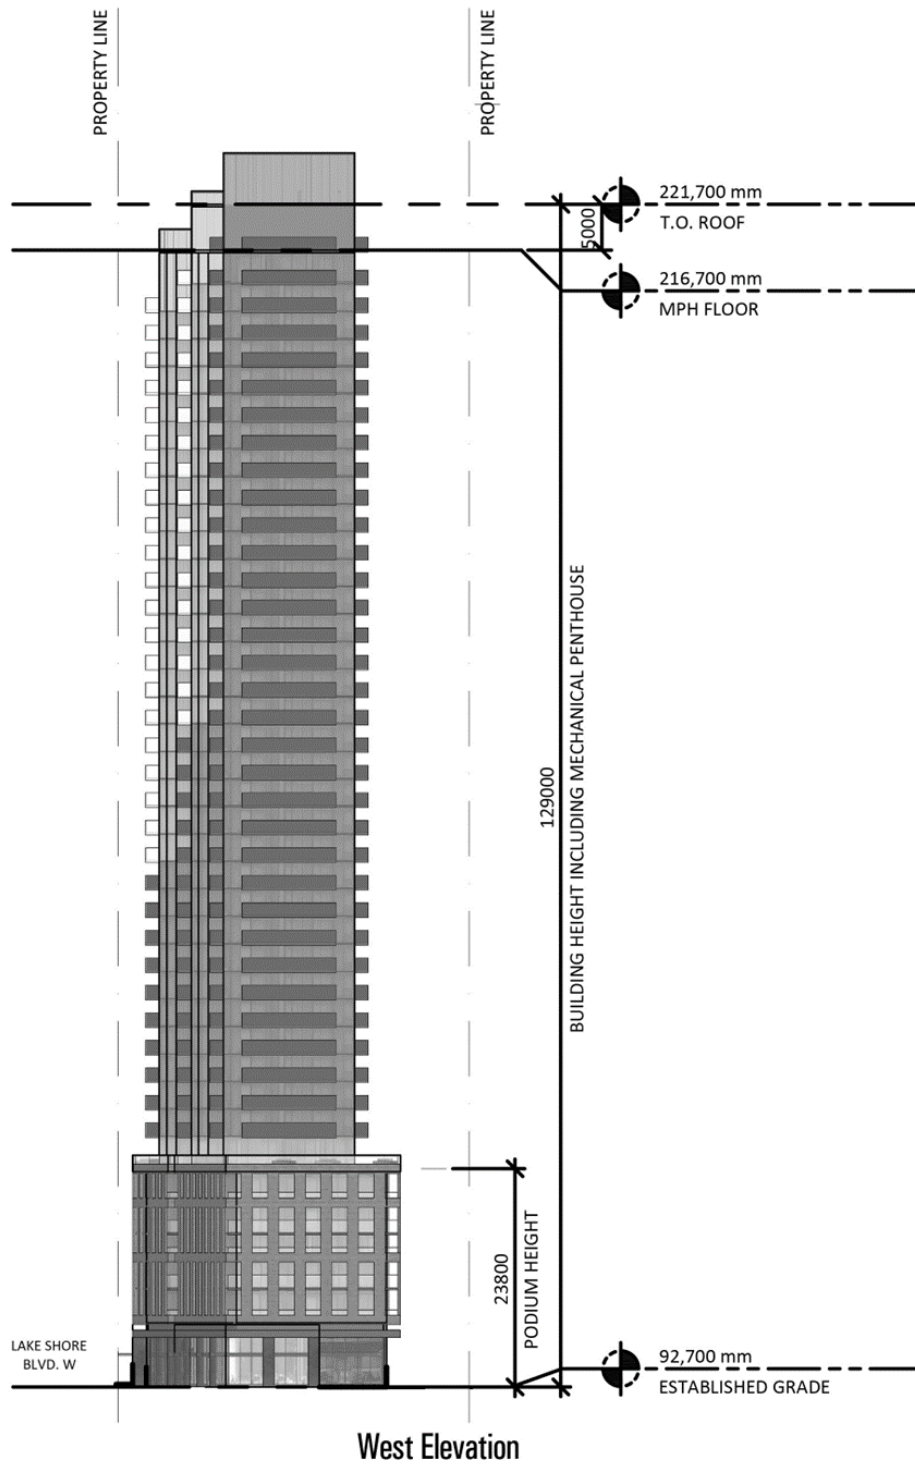 PROPERTY LINE
PROPERTY LINE
221,700 mm
T.O. ROOF
5000
216,700 mm
MPH FLOOR
129000
BUILDING HEIGHT INCLUDING MECHANICAL PENTHOUSE
23800
PODIUM HEIGHT
LAKE SHORE
BLVD. W
92,700 mm
ESTABLISHED GRADE
West Elevation